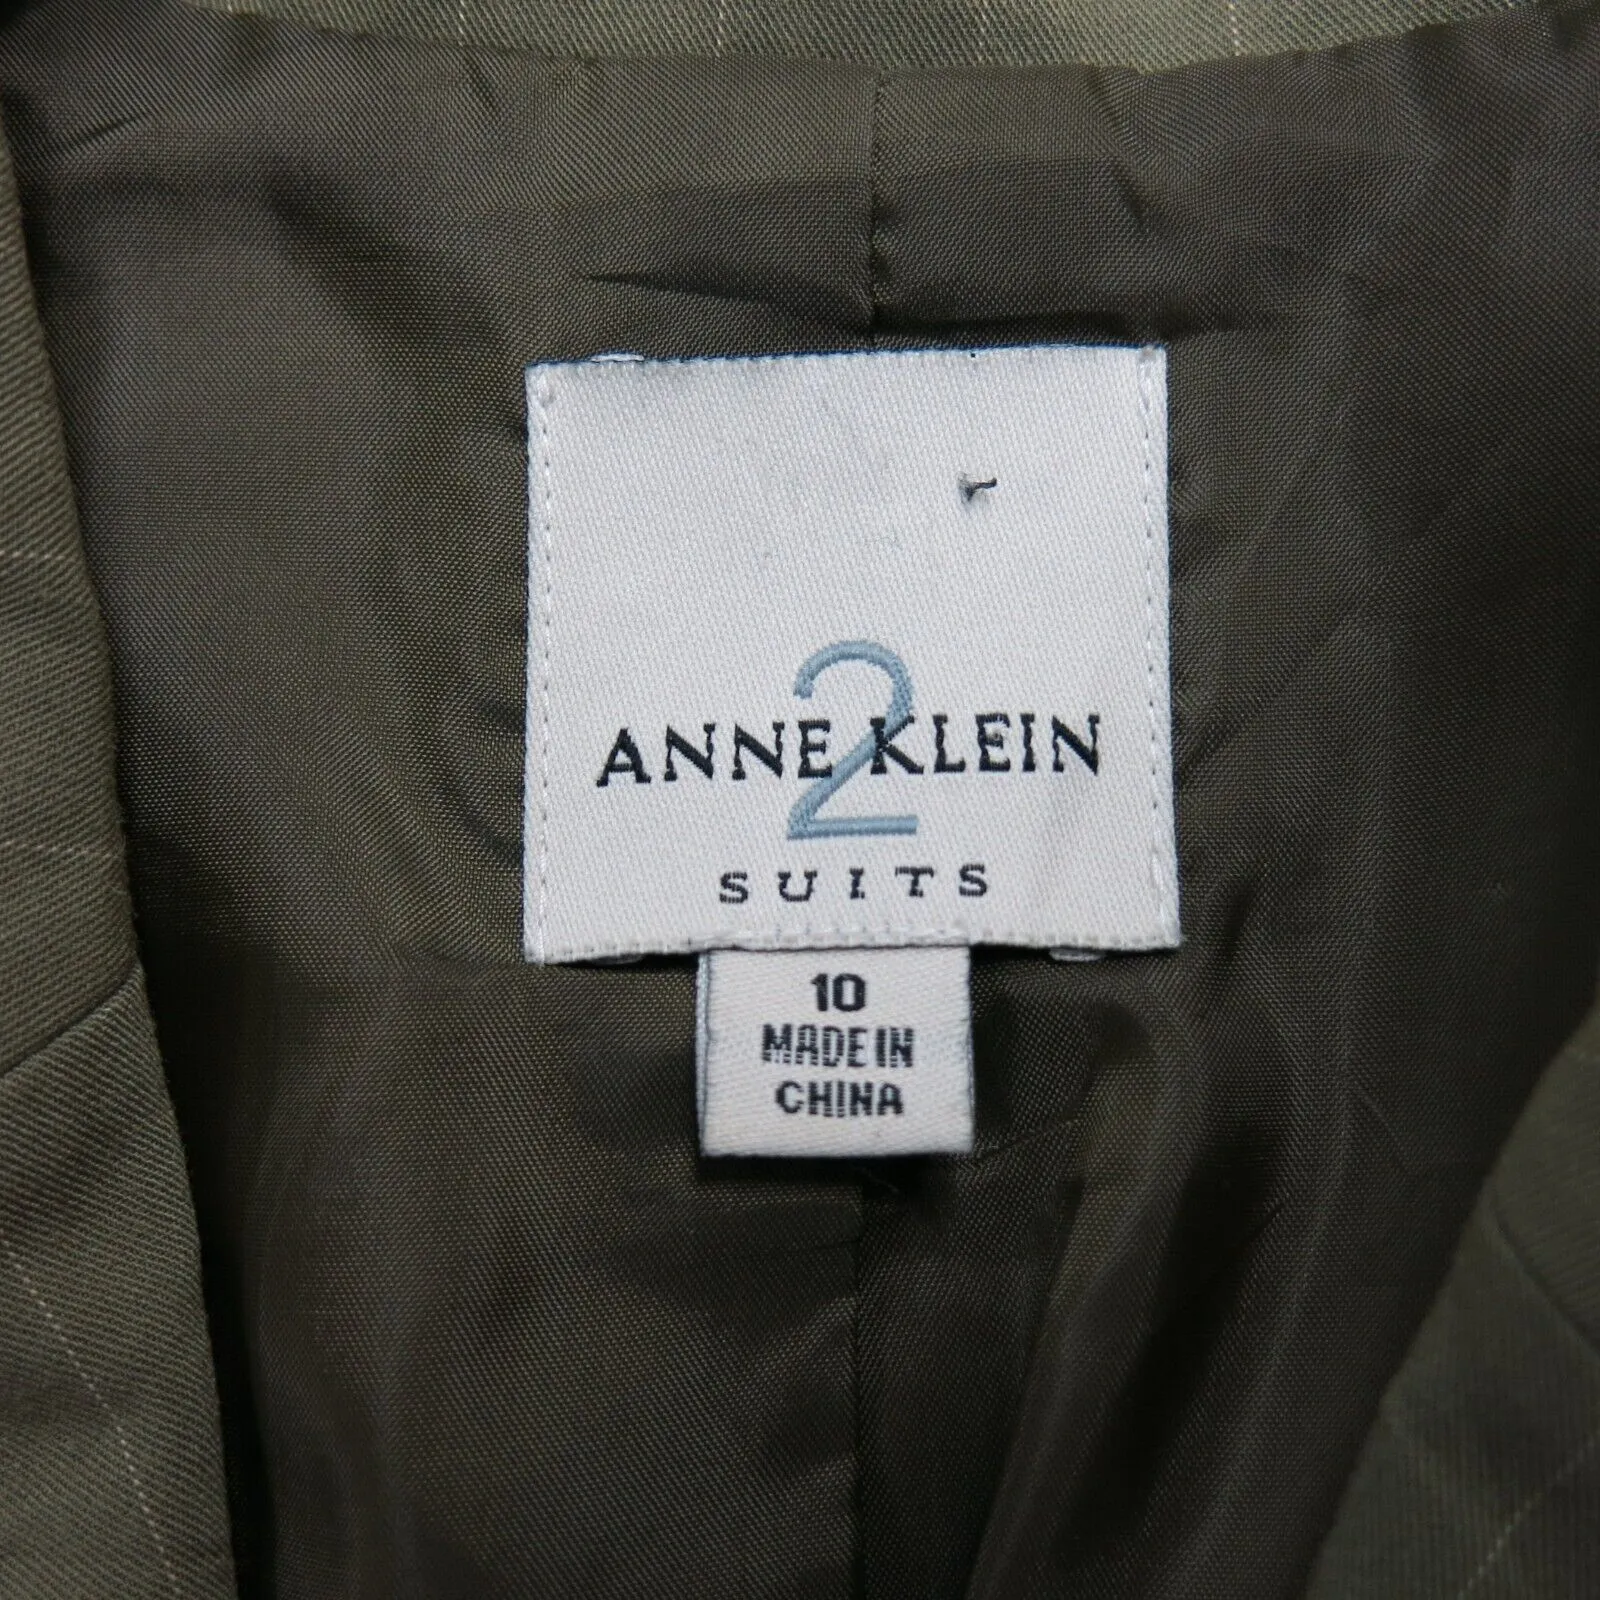 2
ANNE KLEIN
SUITS
10
MADE IN
CHINA